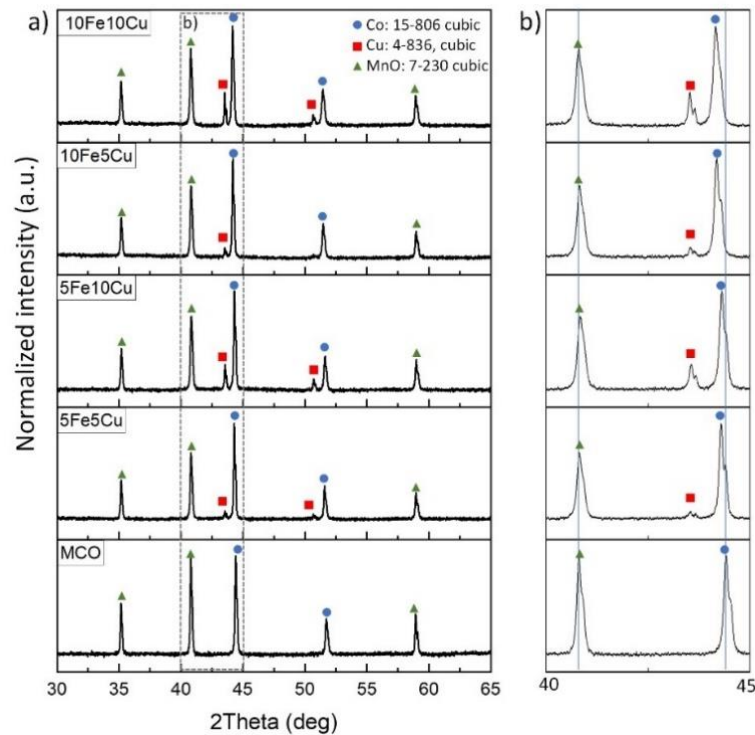 a)
b)
10Fe10Cu
b)
Co: 15-806 cubic
Cu: 4-836, cubic
MnO: 7-230 cubic
10Fe5Cu
5Fe10Cu
5Fe5Cu
MCO
Normalized intensity (a.u.)
30 35 40 45 50 55 60 65
2Theta (deg)
40 45